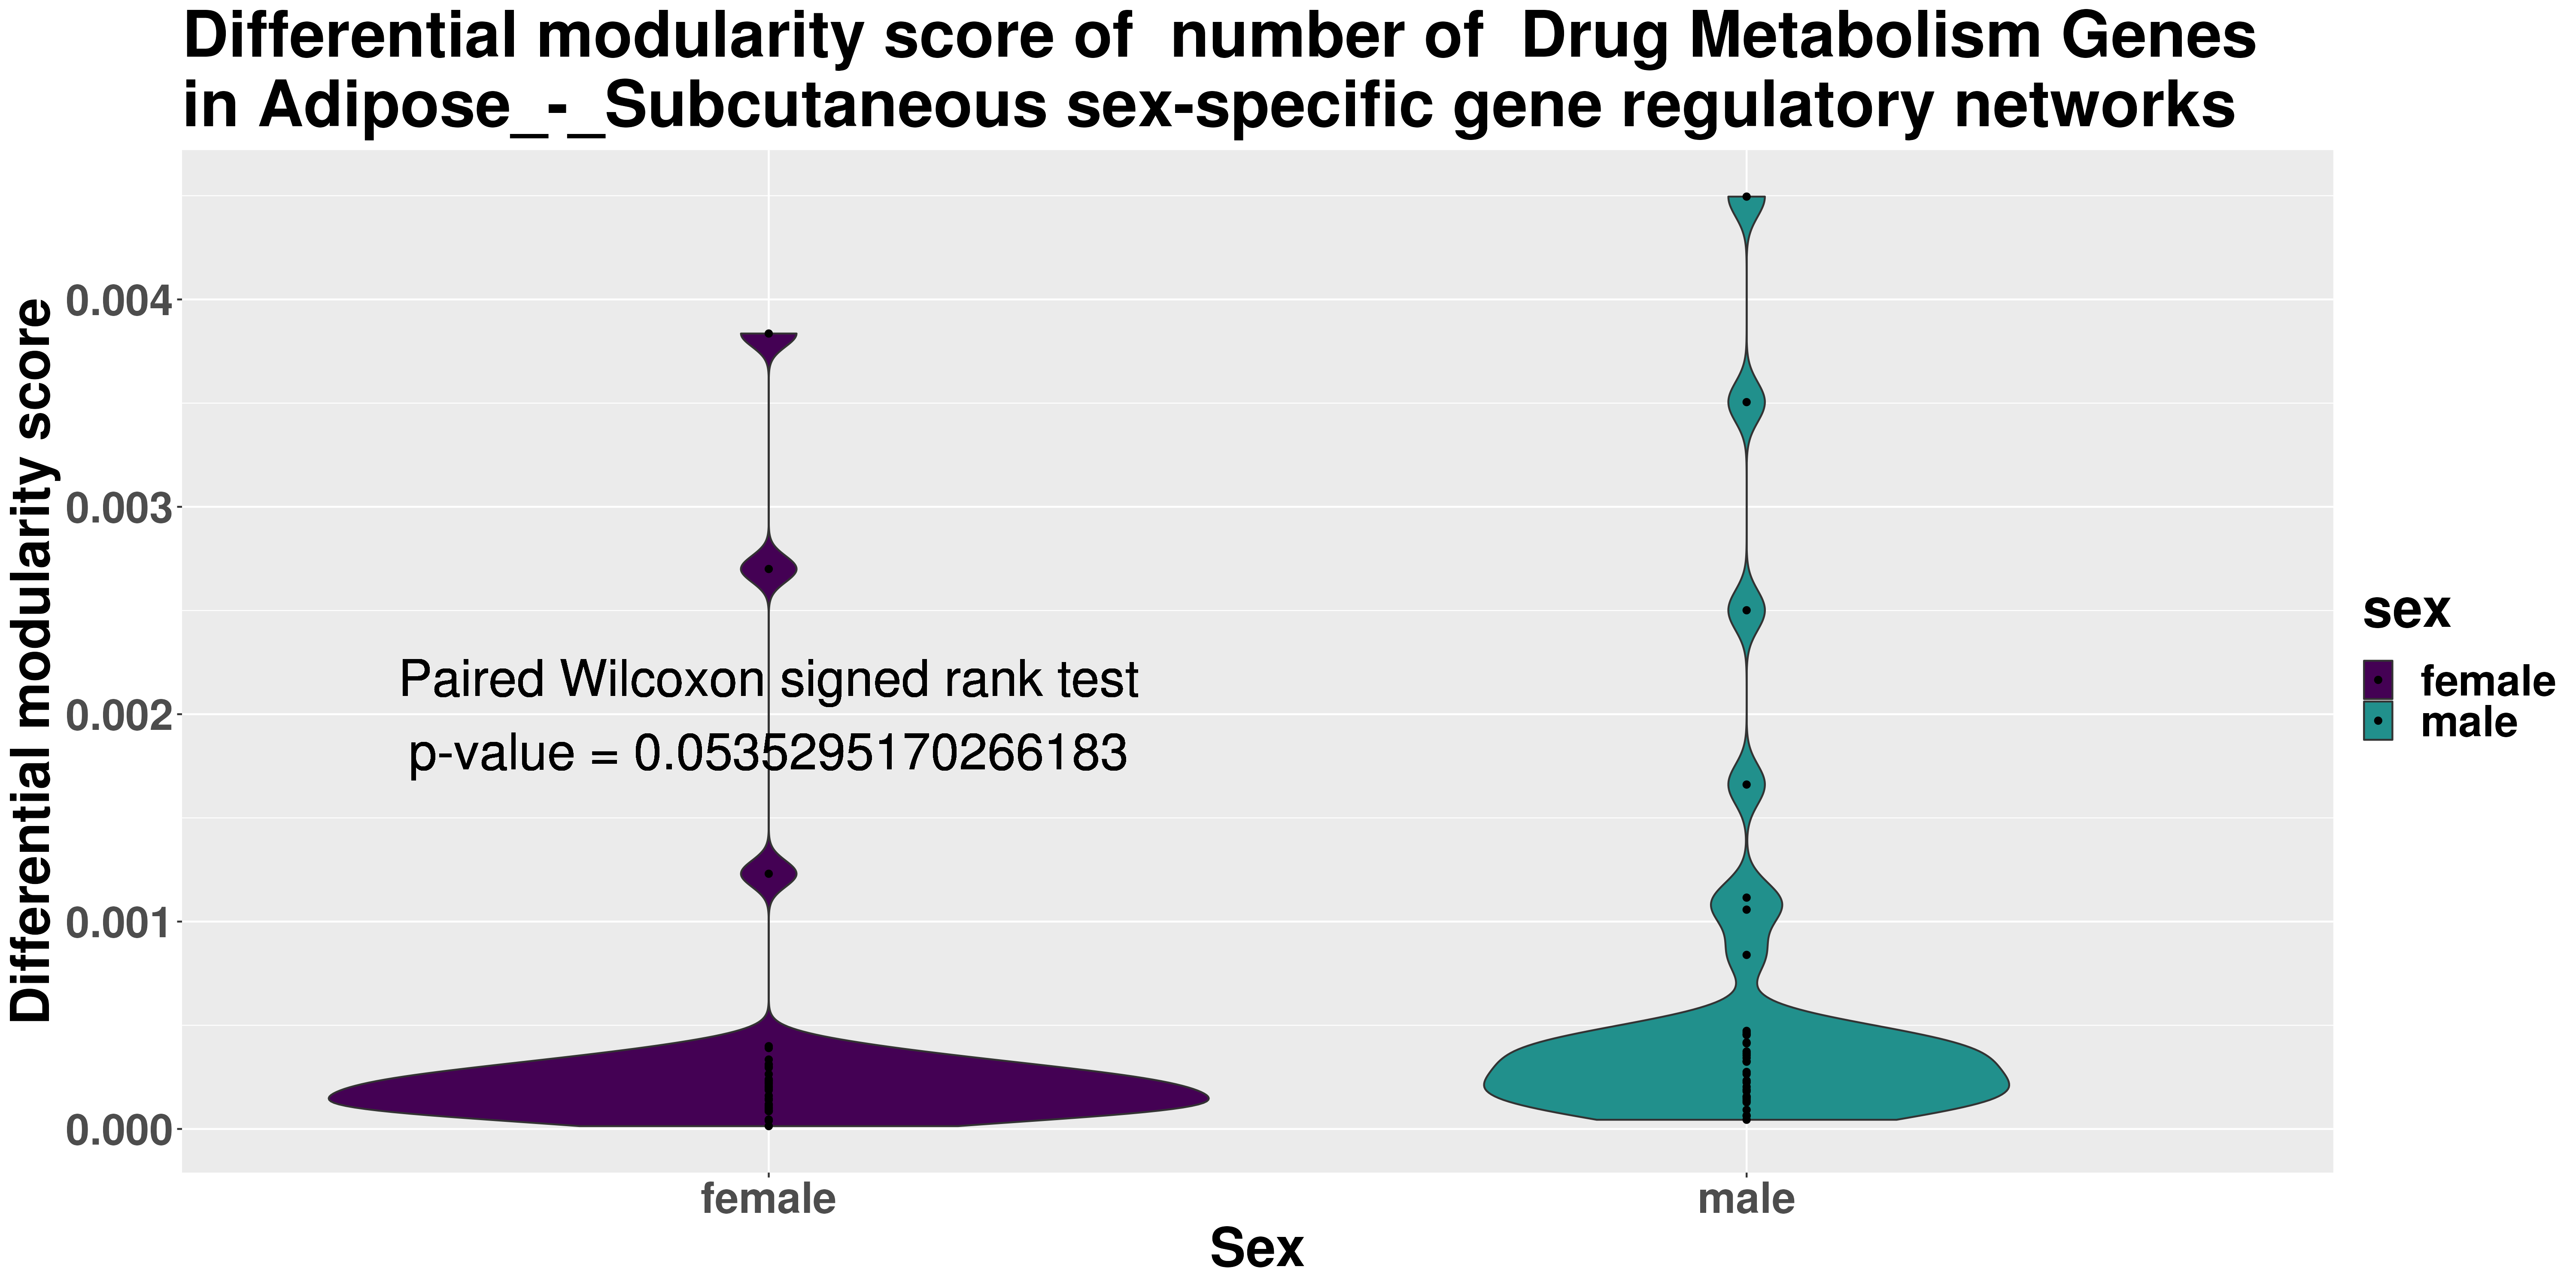 Differential modularity score of  number of  Drug Metabolism Genes
in Adipose_-_Subcutaneous sex-specific gene regulatory networks
Differential modularity score
0.004
0.003
0.002
0.001
0.000
Paired Wilcoxon signed rank test
p-value = 0.0535295170266183
female
male
Sex
sex
female
male